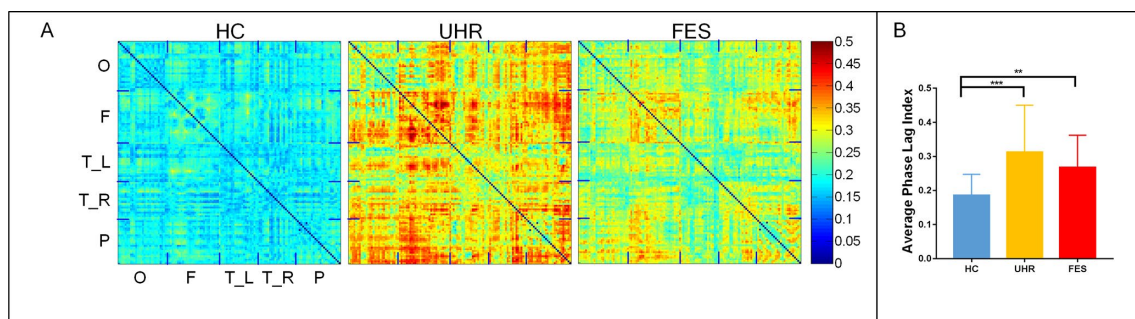 A
HC
UHR
FES
O
F
T_L
T_R
P
O
F
T_L
T_R
P
0.5
0.45
0.4
0.35
0.3
0.25
0.2
0.15
0.1
0.05
0
B
**
***
Average Phase Lag Index
0.5
0.4
0.3
0.2
0.1
0.0
HC
UHR
FES